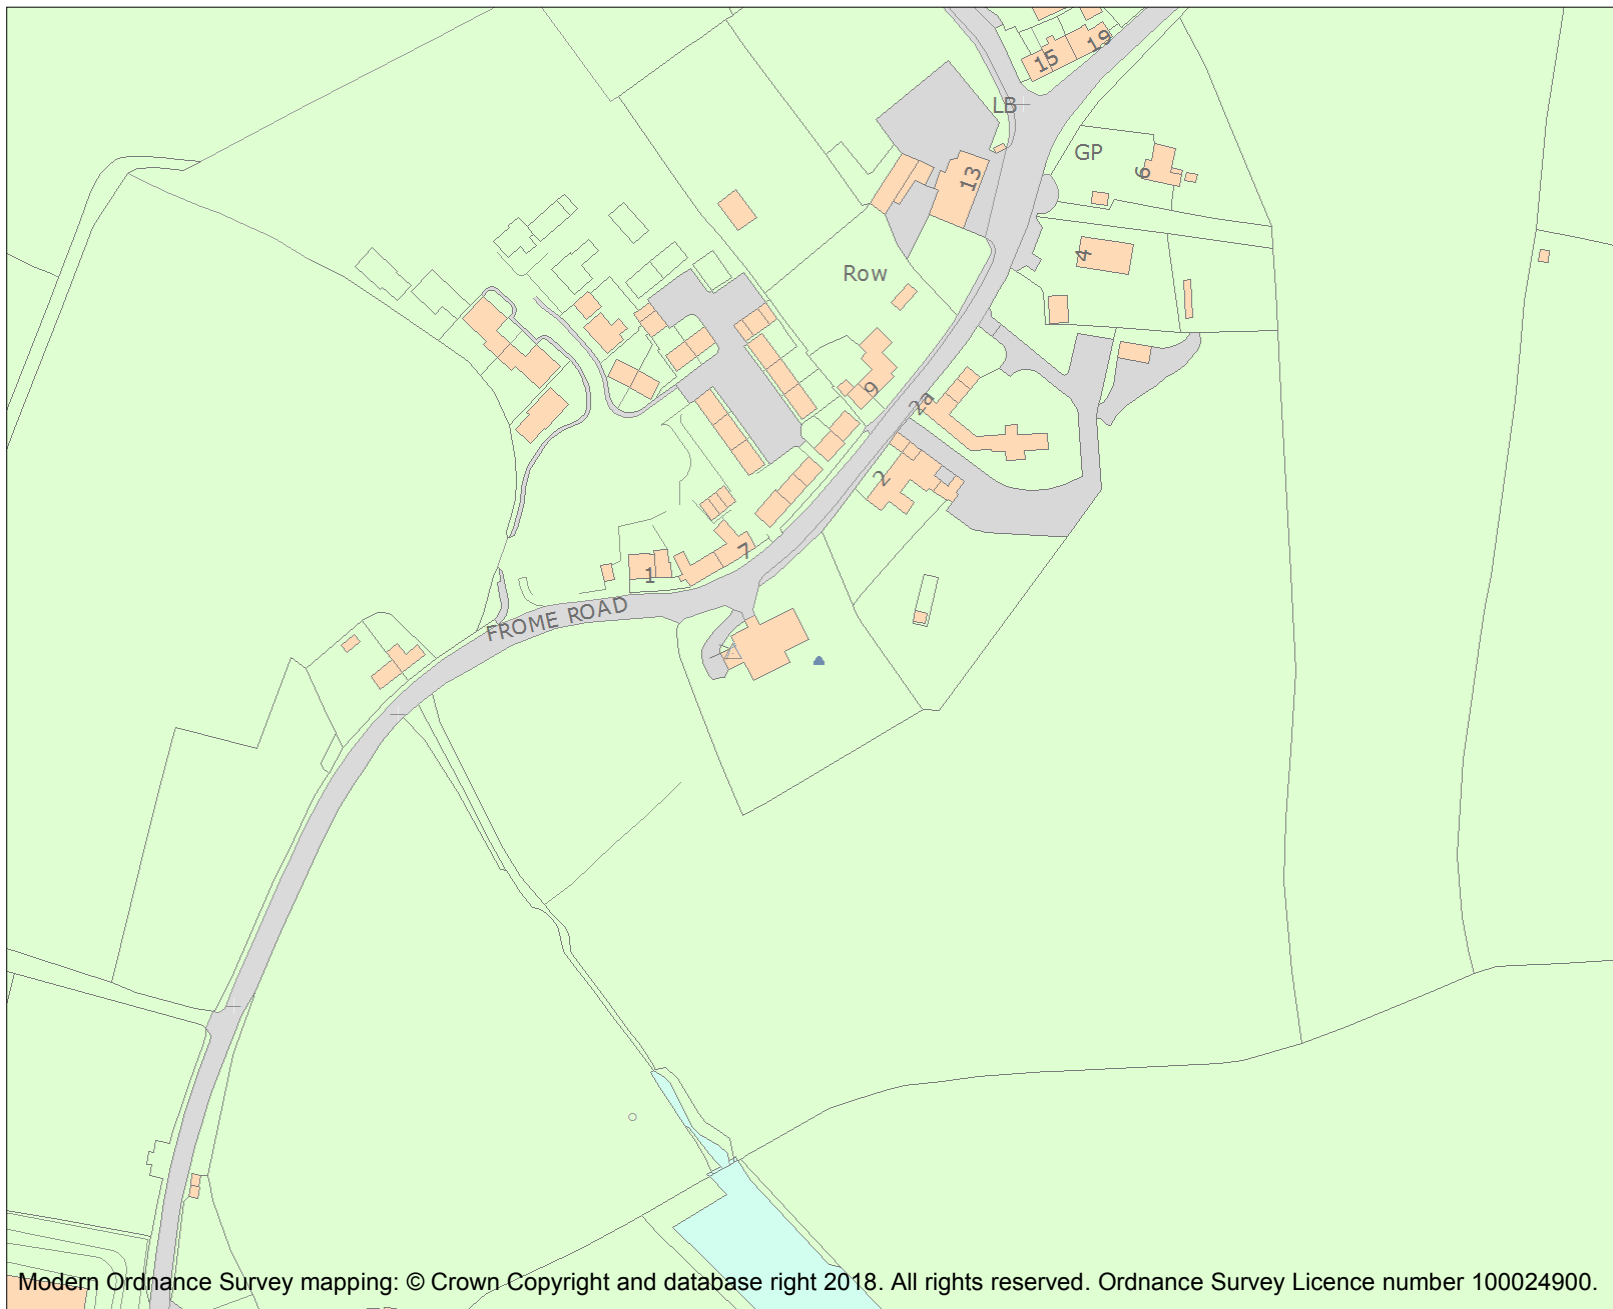 19
15
LB
GP
6
13
4
Row
9
2a
2
7
1
FROME ROAD
Modern Ordnance Survey mapping: © Crown Copyright and database right 2018. All rights reserved. Ordnance Survey Licence number 100024900.